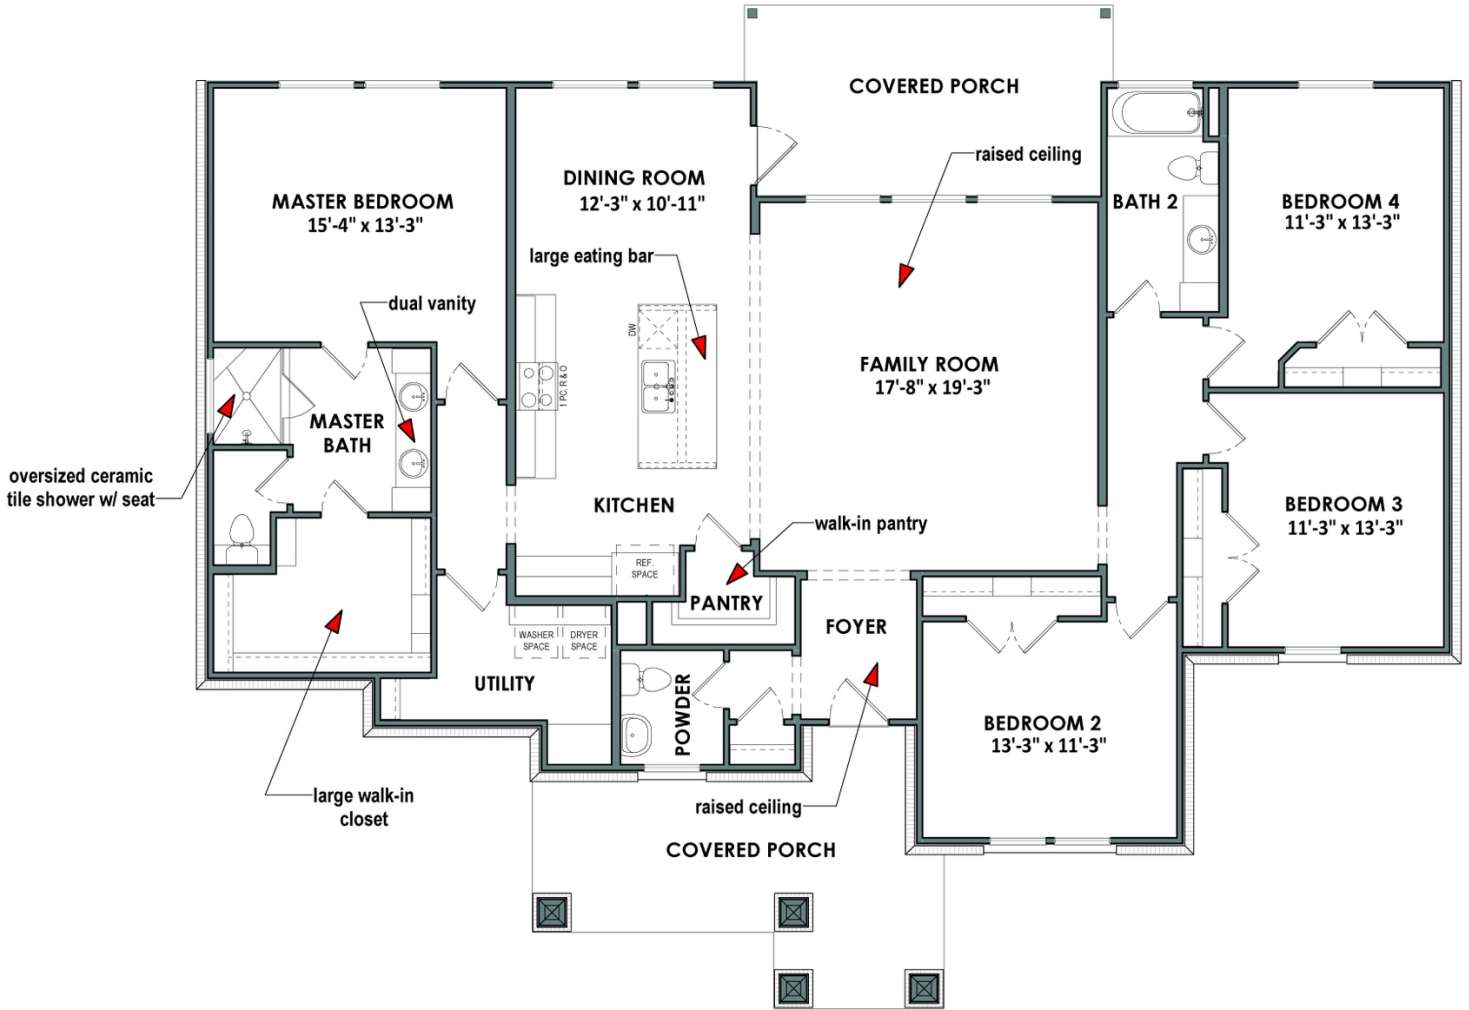 COVERED PORCH
raised ceiling
MASTER BEDROOM
15'-4" x 13'-3"
DINING ROOM
12'-3" x 10'-11"
BATH 2
BEDROOM 4
11'-3" x 13'-3"
large eating bar
dual vanity
DW
1 PC. R & O
FAMILY ROOM
17'-8" x 19'-3"
MASTER
BATH
oversized ceramic
tile shower w/ seat
KITCHEN
BEDROOM 3
11'-3" x 13'-3"
walk-in pantry
REF.
SPACE
PANTRY
FOYER
WASHER
SPACE
DRYER
SPACE
UTILITY
POWDER
BEDROOM 2
13'-3" x 11'-3"
large walk-in
closet
raised ceiling
COVERED PORCH